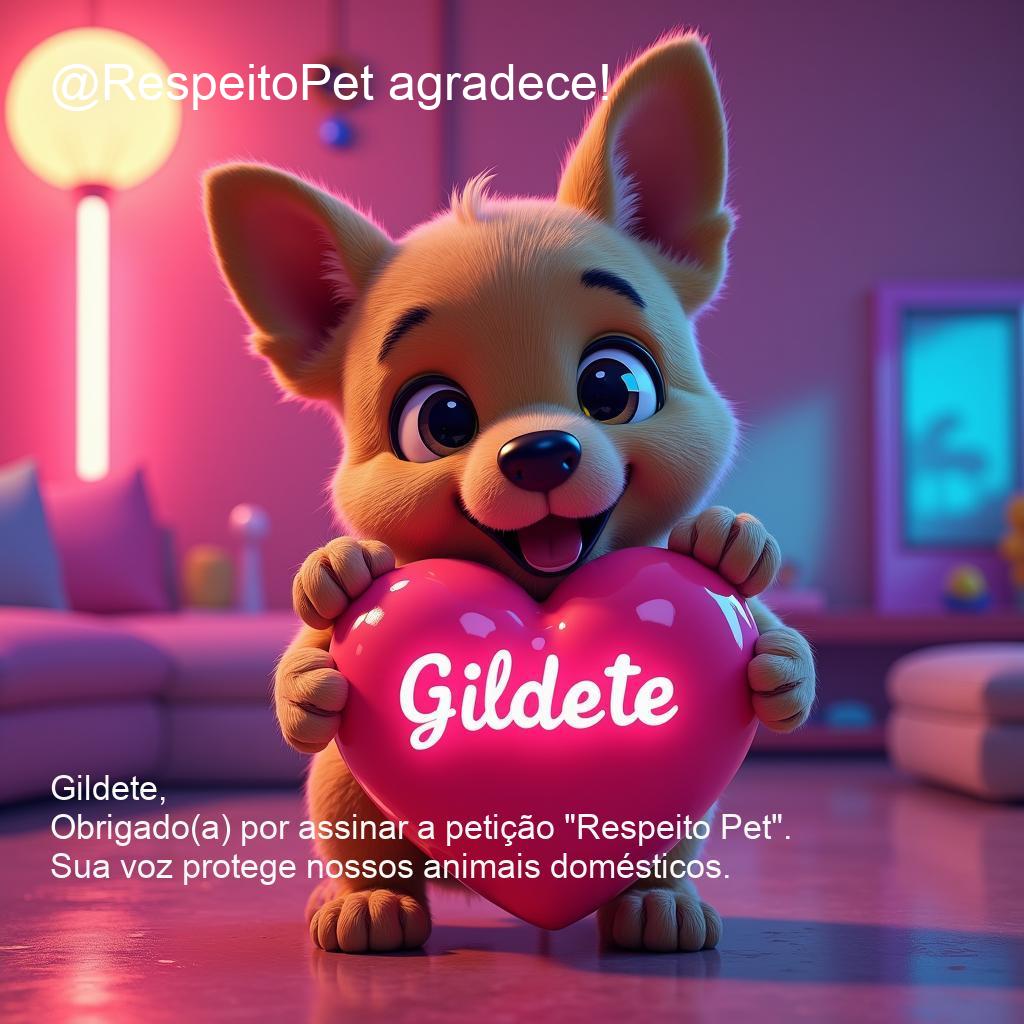 @RespeitoPet agradece!
Gildete
Gildete,
Obrigado(a) por assinar a petição "Respeito Pet".
Sua voz protege nossos animais domésticos.